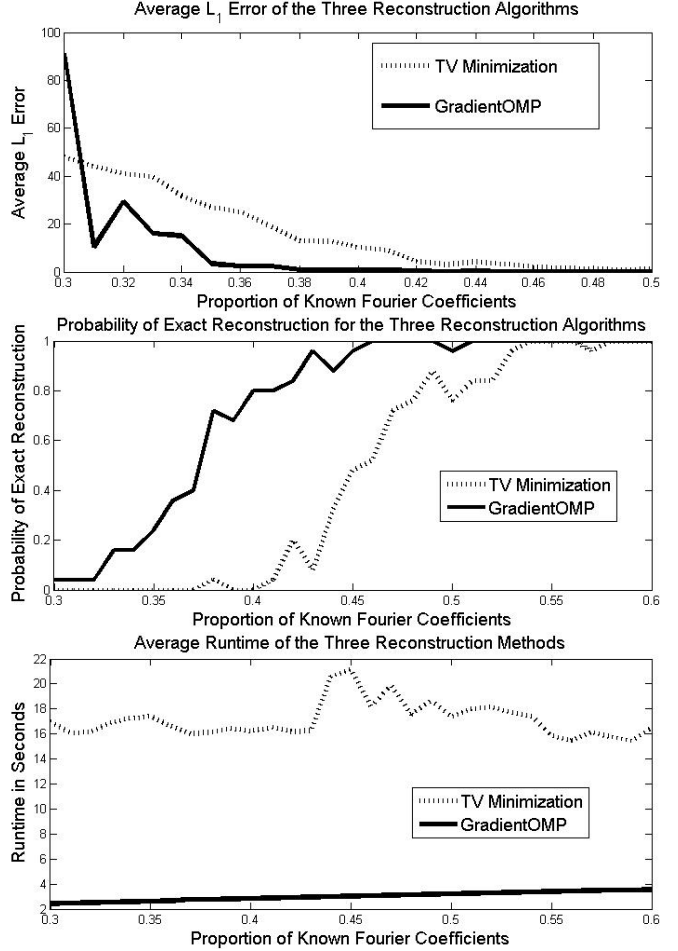 Average L1 Error of the Three Reconstruction Algorithms
100
80
60
40
20
0
Average L1 Error
TV Minimization
GradientOMP
0.3 0.32 0.34 0.36 0.38 0.4 0.42 0.44 0.46 0.48 0.5
Proportion of Known Fourier Coefficients
Probability of Exact Reconstruction for the Three Reconstruction Algorithms
1
0.8
0.6
0.4
0.2
0
Probability of Exact Reconstruction
TV Minimization
GradientOMP
0.3 0.35 0.4 0.45 0.5 0.55 0.6
Proportion of Known Fourier Coefficients
Average Runtime of the Three Reconstruction Methods
22
20
18
16
14
12
10
8
6
4
2
Runtime in Seconds
TV Minimization
GradientOMP
0.3 0.35 0.4 0.45 0.5 0.55 0.6
Proportion of Known Fourier Coefficients